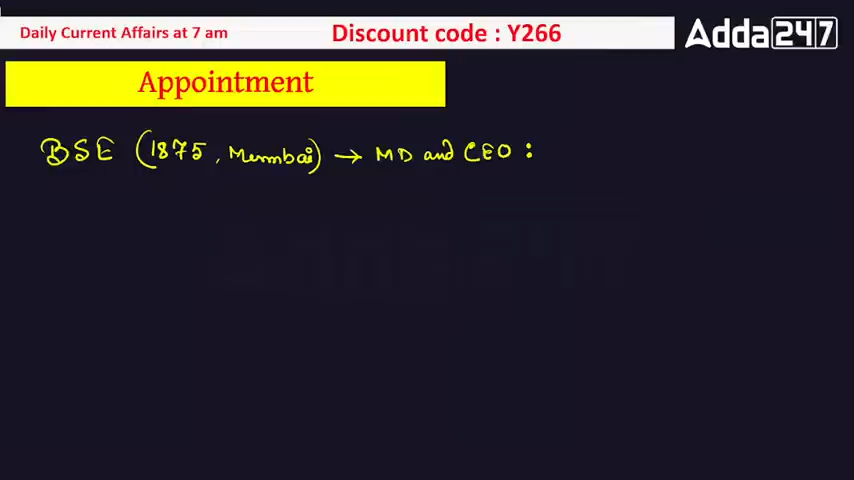 Daily Current Affairs at 7 am
Discount code : Y266
Adda247
Appointment
BSE (1875, Mumbai) → MD and CEO :